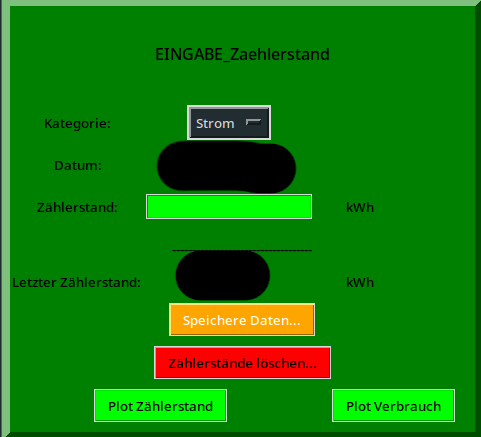 EINGABE_Zaehlerstand
Kategorie: Strom
Datum:
Zählerstand: kWh
--------------------------------
Letzter Zählerstand: kWh
Speichere Daten...
Zählerstände löschen...
Plot Zählerstand Plot Verbrauch